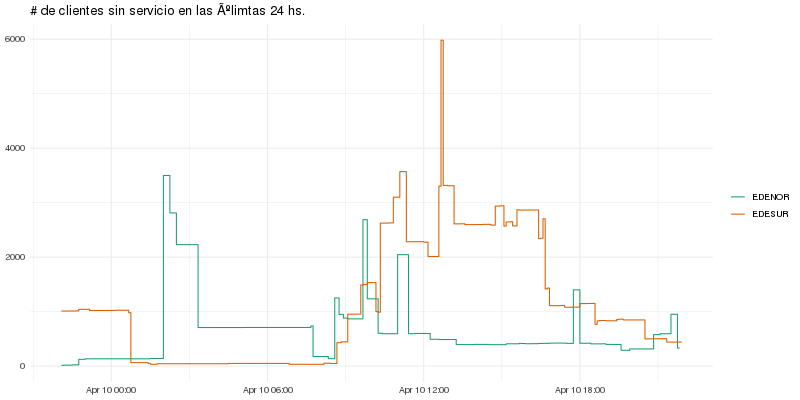 # de clientes sin servicio en las Ãºlimtas 24 hs.
6000
4000
2000
0
Apr 10 00:00
Apr 10 06:00
Apr 10 12:00
Apr 10 18:00
EDENOR
EDESUR